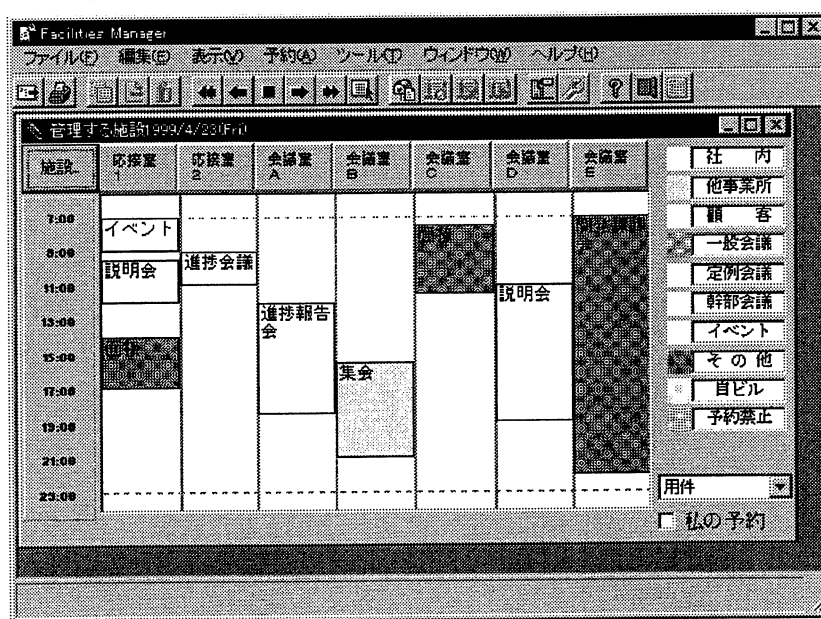 Facilities Manager
ファイル(F) 編集(E) 表示(V) 予約(A) ツール(T) ウィンドウ(W) ヘルプ(H)
管理する施設1999/4/23(Fri)
施設..
応接室 1
応接室 2
会議室 A
会議室 B
会議室 C
会議室 D
会議室 E
7:00
9:00
11:00
13:00
15:00
17:00
19:00
21:00
23:00
イベント
説明会
進捗会議
進捗報告
会
集会
説明会
社 内
他事業所
顧 客
一般会議
定例会議
幹部会議
イベント
その他
自ビル
予約禁止
用件
私の予約